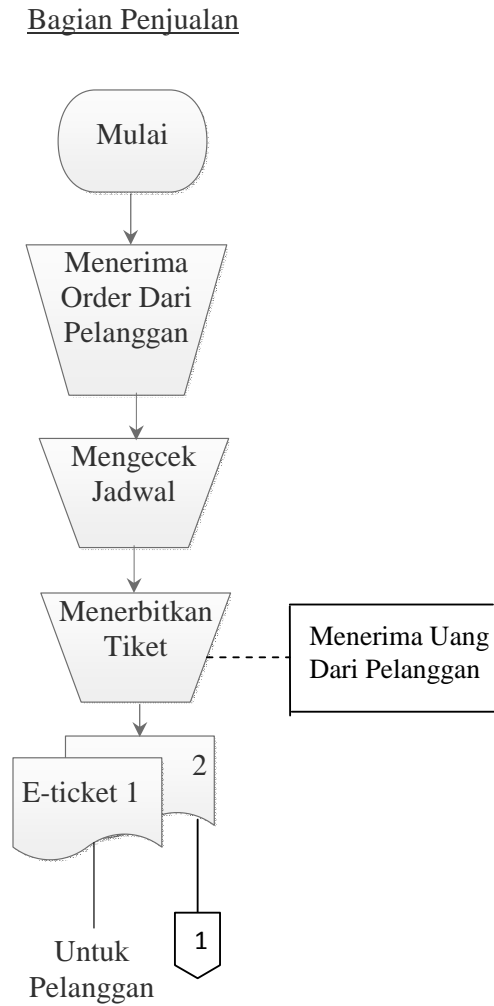 Bagian Penjualan
Mulai
Menerima
Order Dari
Pelanggan
Mengecek
Jadwal
Menerbitkan
Tiket
Menerima Uang
Dari Pelanggan
2
E-ticket 1
1
Untuk
Pelanggan